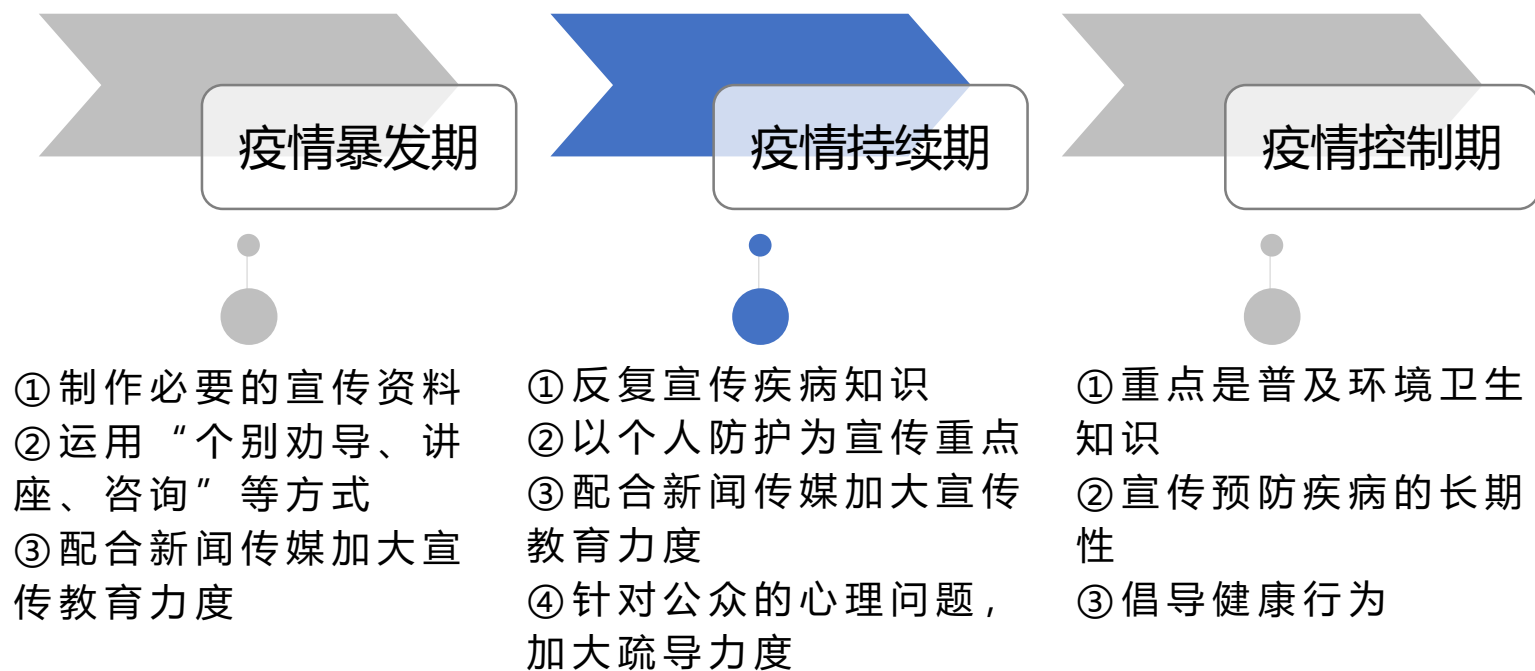 疫情暴发期
①制作必要的宣传资料
②运用“个别劝导、讲
座、咨询”等方式
③配合新闻传媒加大宣
传教育力度
疫情持续期
①反复宣传疾病知识
②以个人防护为宣传重点
③配合新闻传媒加大宣传
教育力度
④针对公众的心理问题，
加大疏导力度
疫情控制期
①重点是普及环境卫生
知识
②宣传预防疾病的长期
性
③倡导健康行为